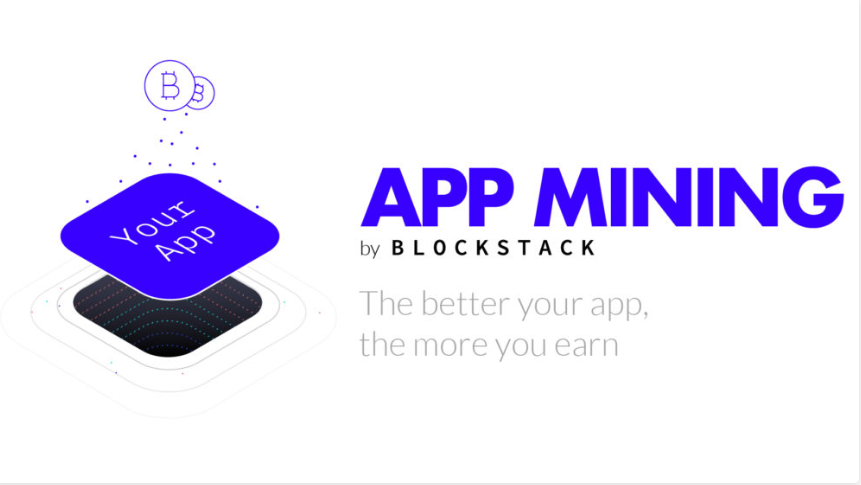 Your
App
APP MINING
by BLOCKSTACK
The better your app,
the more you earn